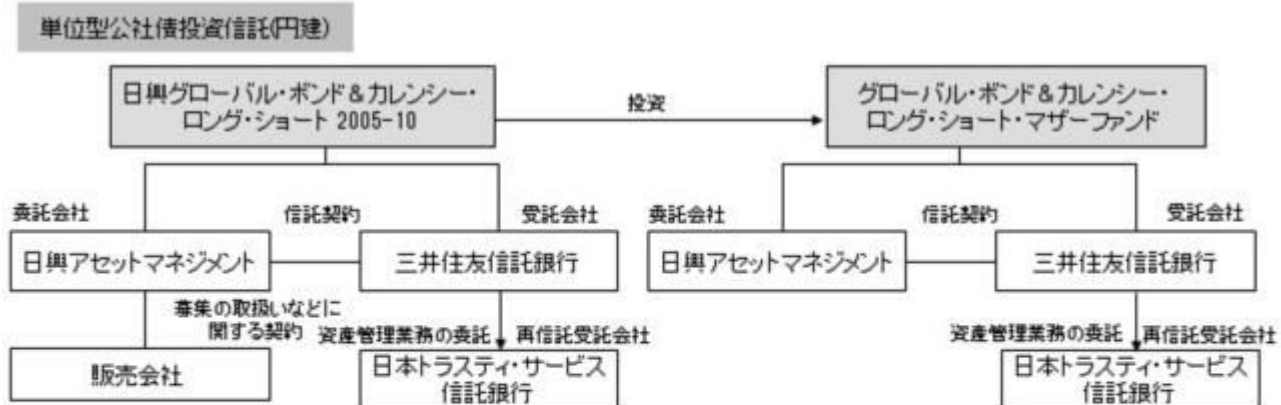 単位型公社債投資信託(円建)
日興グローバル・ボンド&カレンシー・
ロング・ショート 2005-10
投資
グローバル・ボンド&カレンシー・
ロング・ショート・マザーファンド
委託会社
信託契約
受託会社
委託会社
信託契約
受託会社
日興アセットマネジメント
三井住友信託銀行
日興アセットマネジメント
三井住友信託銀行
募集の取扱いなどに
関する契約
資産管理業務の委託
再信託受託会社
資産管理業務の委託
再信託受託会社
販売会社
日本トラスティ・サービス
信託銀行
日本トラスティ・サービス
信託銀行